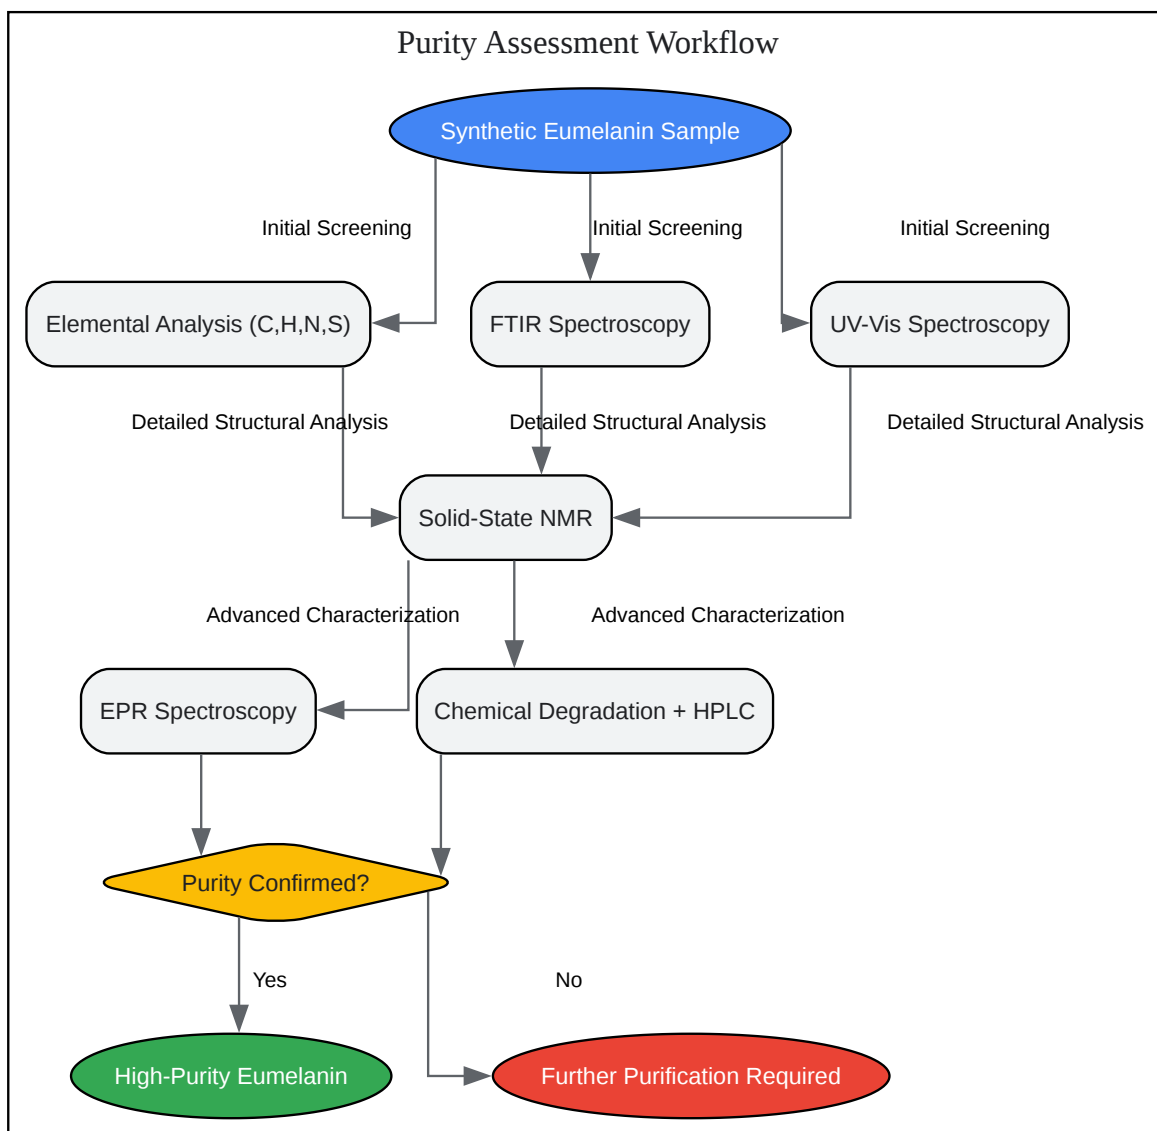 Purity Assessment Workflow
Synthetic Eumelanin Sample
Initial Screening
Initial Screening
Initial Screening
Elemental Analysis (C,H,N,S)
FTIR Spectroscopy
UV-Vis Spectroscopy
Detailed Structural Analysis
Detailed Structural Analysis
Detailed Structural Analysis
Solid-State NMR
Advanced Characterization
Advanced Characterization
EPR Spectroscopy
Chemical Degradation + HPLC
Purity Confirmed?
Yes
No
High-Purity Eumelanin
Further Purification Required